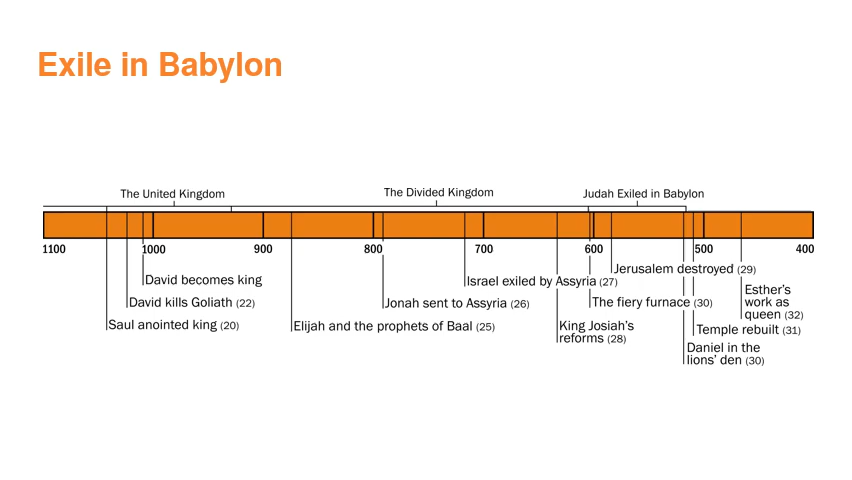 Exile in Babylon
The United Kingdom
The Divided Kingdom
Judah Exiled in Babylon
1100
1000
900
800
700
600
500
400
Jerusalem destroyed (29)
David becomes king
Israel exiled by Assyria (27)
Esther's
work as
queen (32)
David kills Goliath (22)
Jonah sent to Assyria (26)
The fiery furnace (30)
Saul anointed king (20)
Elijah and the prophets of Baal (25)
King Josiah's
reforms (28)
Temple rebuilt (31)
Daniel in the
lions' den (30)